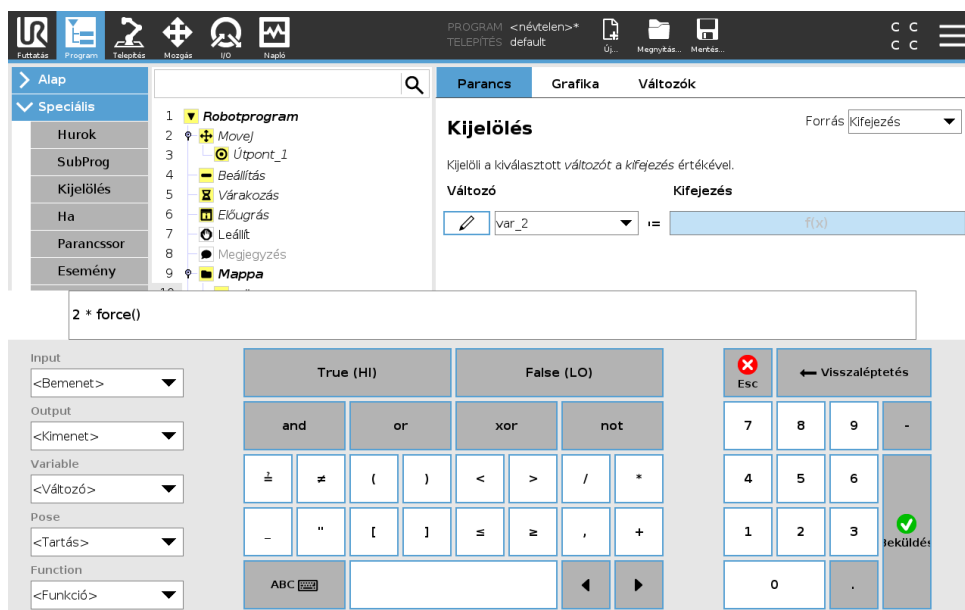 PROGRAM <névtelen>*
TELEPÍTÉS default
Futtatás Program Telepítés Mozgás I/O Napló Új... Megnyitás... Mentés...
C C
C C
Alap
Speciális
Hurok
SubProg
Kijelölés
Ha
Parancssor
Esemény
1 Robotprogram
2 MoveJ
3 Útpont_1
4 Beállítás
5 Várakozás
6 Előugrás
7 Leállít
8 Megjegyzés
9 Mappa
Parancs Grafika Változók
Kijelölés
Forrás Kifejezés
Kijelöli a kiválasztott változót a kifejezés értékével.
Változó Kifejezés
var_2 := f(x)
2 * force()
Input
<Bemenet>
Output
<Kimenet>
Variable
<Változó>
Pose
<Tartás>
Function
<Funkció>
True (HI) False (LO)
and or xor not
≟ ≠ ( ) < > / *
_ " [ ] ≤ ≥ , +
ABC
Esc Visszaléptetés
7 8 9 -
4 5 6
1 2 3 Beküldés
0 .